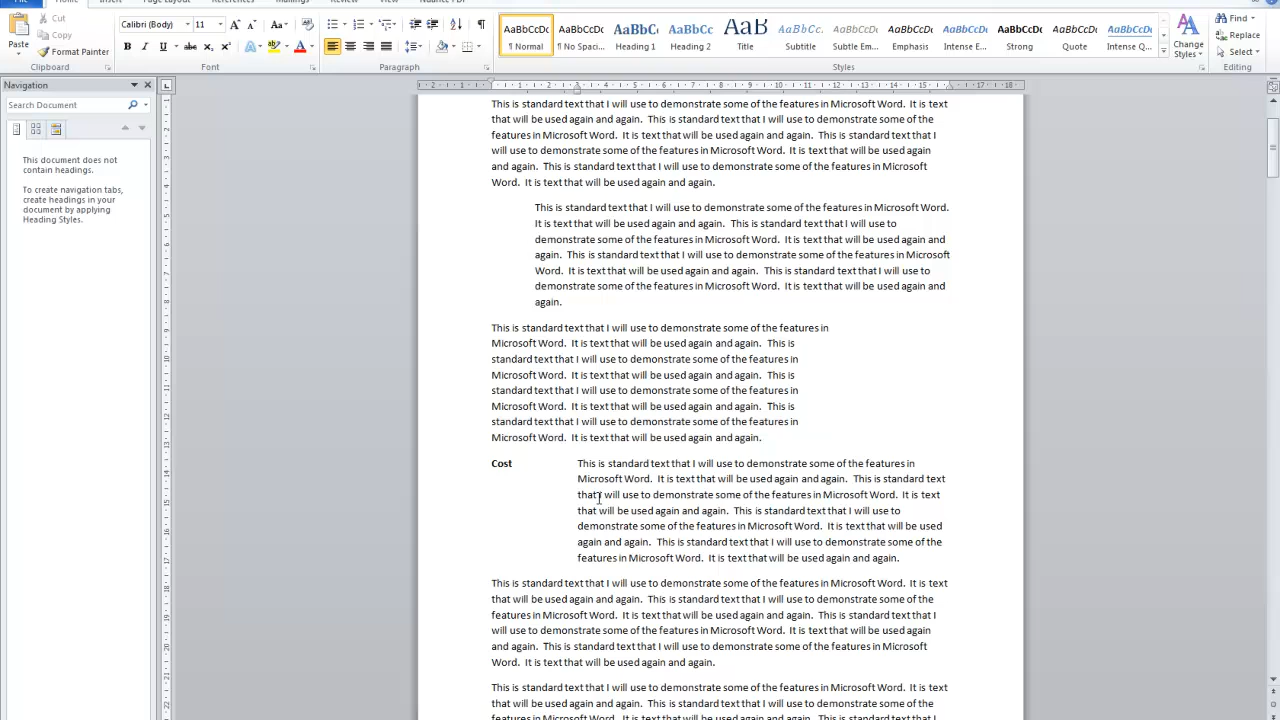 File Home Insert Page Layout References Mailings Review View Nuance PDF
Cut Calibri (Body) 11 AaBbCcDc AaBbCcDc AaBbC AaBbCc AaB AaBbCc. AaBbCcDc AaBbCcDc AaBbCcDc AaBbCcDc AaBbCcDc AaBbCcDc Find
Copy Replace
Paste Format Painter B I U abc ¶ Normal ¶ No Spaci... Heading 1 Heading 2 Title Subtitle Subtle Em... Emphasis Intense E... Strong Quote Intense Q... Change Styles Select
Clipboard Font Paragraph Styles Editing
Navigation
Search Document
This document does not
contain headings.
To create navigation tabs,
create headings in your
document by applying
Heading Styles.
This is standard text that I will use to demonstrate some of the features in Microsoft Word. It is text
that will be used again and again. This is standard text that I will use to demonstrate some of the
features in Microsoft Word. It is text that will be used again and again. This is standard text that I
will use to demonstrate some of the features in Microsoft Word. It is text that will be used again
and again. This is standard text that I will use to demonstrate some of the features in Microsoft
Word. It is text that will be used again and again.
This is standard text that I will use to demonstrate some of the features in Microsoft Word.
It is text that will be used again and again. This is standard text that I will use to
demonstrate some of the features in Microsoft Word. It is text that will be used again and
again. This is standard text that I will use to demonstrate some of the features in Microsoft
Word. It is text that will be used again and again. This is standard text that I will use to
demonstrate some of the features in Microsoft Word. It is text that will be used again and
again.
This is standard text that I will use to demonstrate some of the features in
Microsoft Word. It is text that will be used again and again. This is
standard text that I will use to demonstrate some of the features in
Microsoft Word. It is text that will be used again and again. This is
standard text that I will use to demonstrate some of the features in
Microsoft Word. It is text that will be used again and again. This is
standard text that I will use to demonstrate some of the features in
Microsoft Word. It is text that will be used again and again.
Cost This is standard text that I will use to demonstrate some of the features in
Microsoft Word. It is text that will be used again and again. This is standard text
that I will use to demonstrate some of the features in Microsoft Word. It is text
that will be used again and again. This is standard text that I will use to
demonstrate some of the features in Microsoft Word. It is text that will be used
again and again. This is standard text that I will use to demonstrate some of the
features in Microsoft Word. It is text that will be used again and again.
This is standard text that I will use to demonstrate some of the features in Microsoft Word. It is text
that will be used again and again. This is standard text that I will use to demonstrate some of the
features in Microsoft Word. It is text that will be used again and again. This is standard text that I
will use to demonstrate some of the features in Microsoft Word. It is text that will be used again
and again. This is standard text that I will use to demonstrate some of the features in Microsoft
Word. It is text that will be used again and again.
This is standard text that I will use to demonstrate some of the features in Microsoft Word. It is text
that will be used again and again. This is standard text that I will use to demonstrate some of the
features in Microsoft Word. It is text that will be used again and again. This is standard text that I